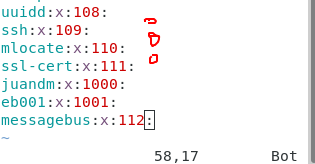 uuidd:x:108:
ssh:x:109:
mlocate:x:110:
ssl-cert:x:111:
juandm:x:1000:
eb001:x:1001:
messagebus:x:112:
~
58,17 Bot